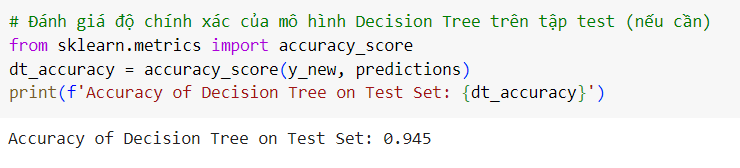 # Đánh giá độ chính xác của mô hình Decision Tree trên tập test (nếu cần)
from sklearn.metrics import accuracy_score
dt_accuracy = accuracy_score(y_new, predictions)
print(f'Accuracy of Decision Tree on Test Set: {dt_accuracy}')
Accuracy of Decision Tree on Test Set: 0.945